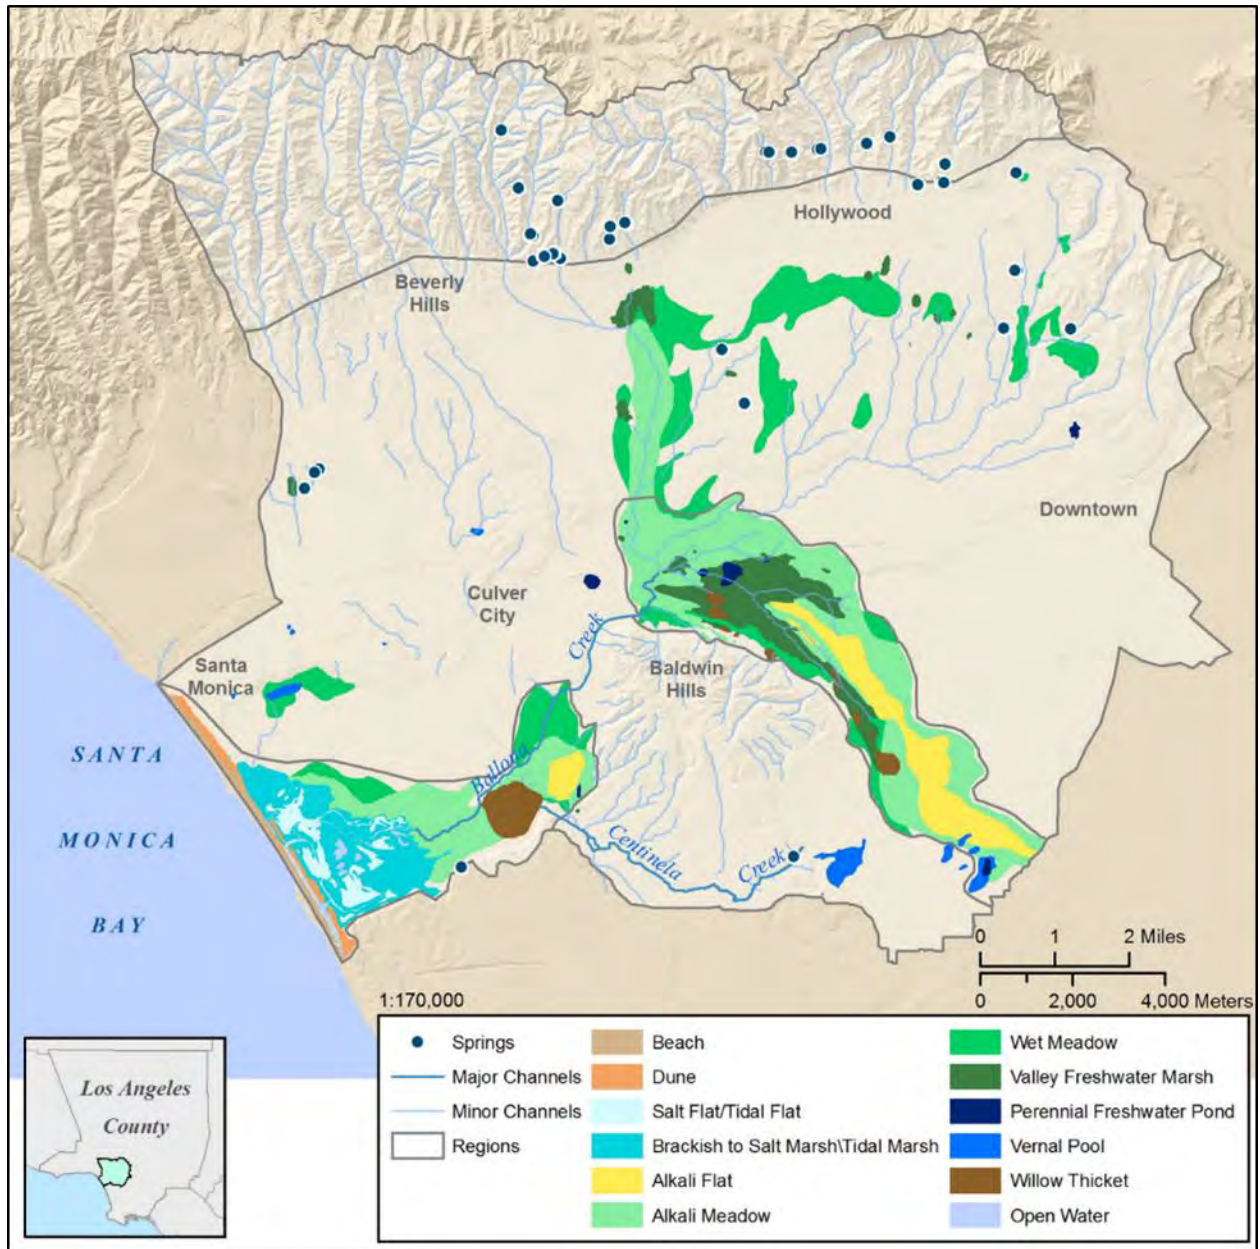 Hollywood
Beverly
Hills
Downtown
Culver
City
Creek
Santa
Monica
Baldwin
Hills
SANTA
MONICA
BAY
Ballona
Centinela
Creek
0 1 2 Miles
0 2,000 4,000 Meters
1:170,000
Springs
Major Channels
Minor Channels
Regions
Beach
Dune
Salt Flat/Tidal Flat
Brackish to Salt Marsh\Tidal Marsh
Alkali Flat
Alkali Meadow
Wet Meadow
Valley Freshwater Marsh
Perennial Freshwater Pond
Vernal Pool
Willow Thicket
Open Water
Los Angeles
County